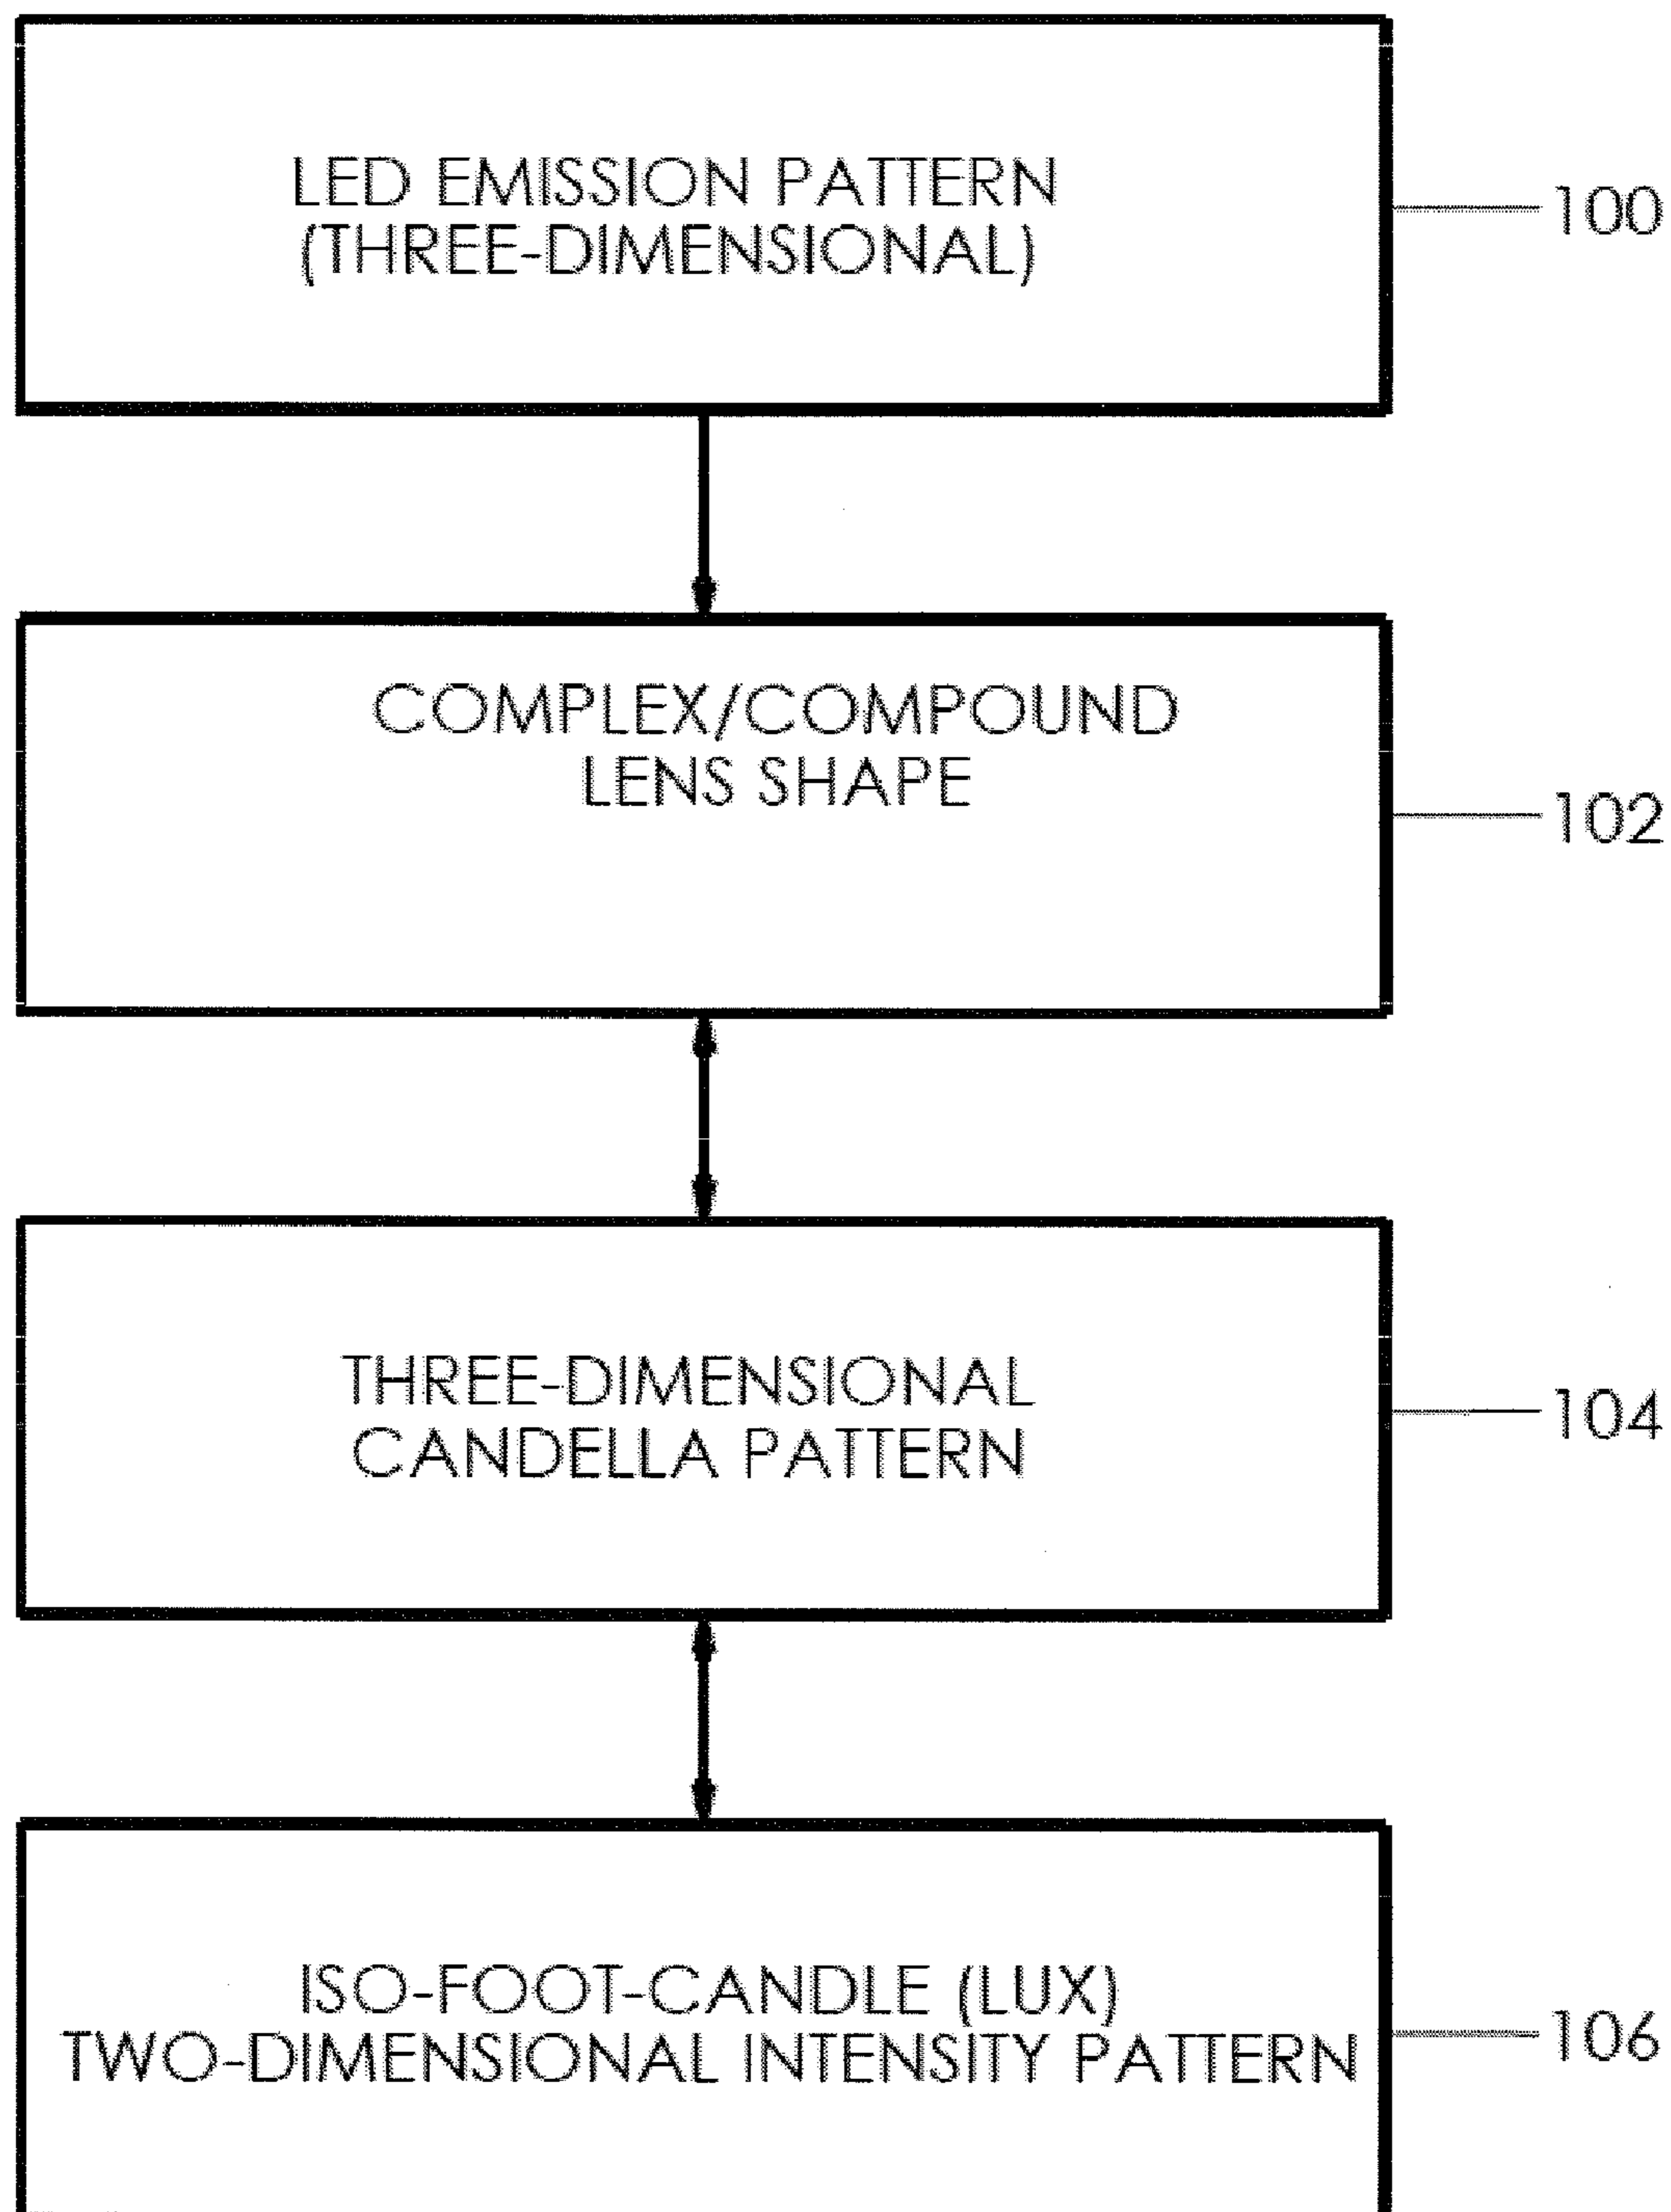 LED EMISSION PATTERN
(THREE-DIMENSIONAL)
100
COMPLEX/COMPOUND
LENS SHAPE
102
THREE-DIMENSIONAL
CANDELLA PATTERN
104
ISO-FOOT-CANDLE (LUX)
TWO-DIMENSIONAL INTENSITY PATTERN
106